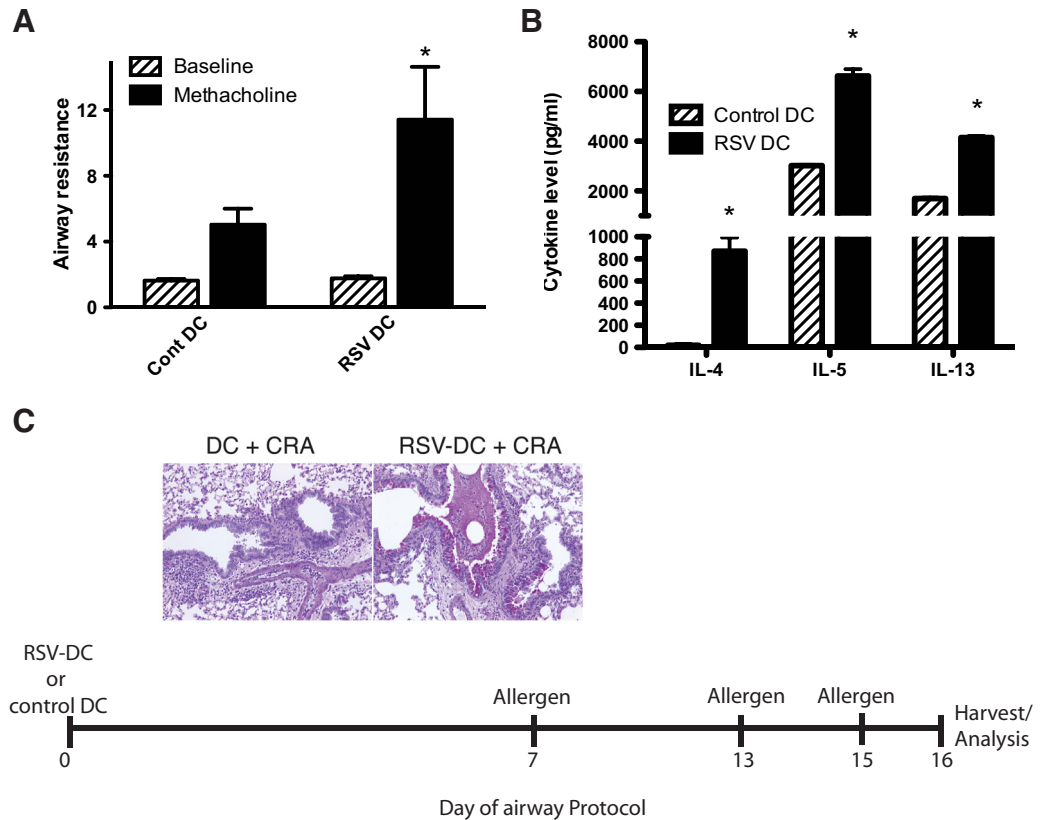 A
Baseline
Methacholine
*
Airway resistance
12
8
4
0
Cont DC
RSV DC
B
Control DC
RSV DC
*
*
*
Cytokine level (pg/ml)
8000
6000
4000
2000
1000
800
600
400
200
0
IL-4
IL-5
IL-13
C
DC + CRA
RSV-DC + CRA
RSV-DC
or
control DC
Allergen
Allergen
Allergen
Harvest/
Analysis
0
7
13
15
16
Day of airway Protocol